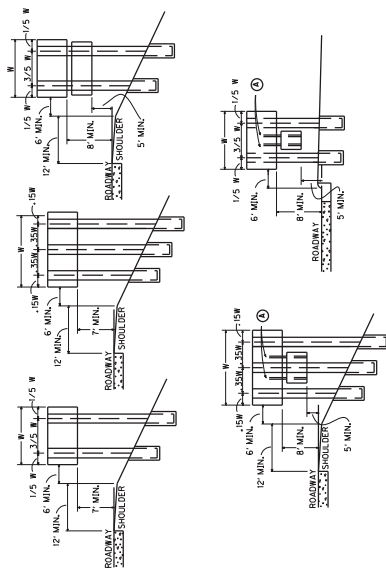 W
1/5 W
3/5 W
1/5 W
6' MIN.
12' MIN.
8' MIN.
5' MIN.
ROADWAY
SHOULDER
W
1/5 W
3/5 W
1/5 W
A
6' MIN.
8' MIN.
5' MIN.
ROADWAY
W
.15W
.35W
.35W
.15W
6' MIN.
12' MIN.
7' MIN.
ROADWAY
SHOULDER
W
.15W
.35W
.35W
.15W
A
6' MIN.
12' MIN.
8' MIN.
5' MIN.
ROADWAY
SHOULDER
W
1/5 W
3/5 W
1/5 W
6' MIN.
12' MIN.
7' MIN.
ROADWAY
SHOULDER